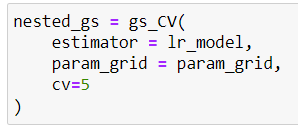 nested_gs = gs_CV(
    estimator = lr_model,
    param_grid = param_grid,
    cv=5
)